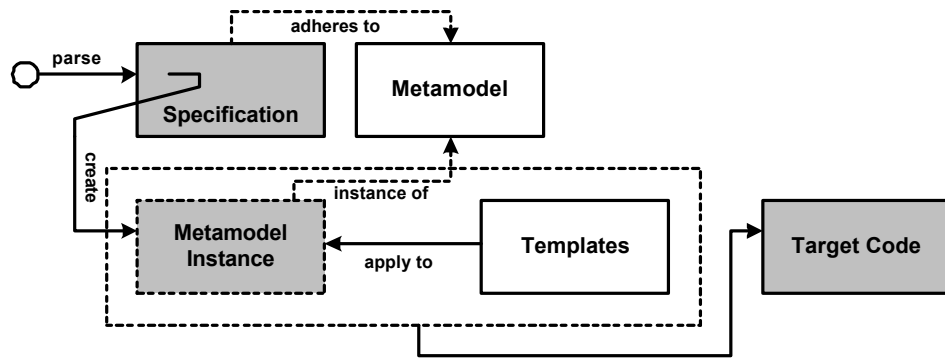 adheres to
parse
Specification
Metamodel
create
instance of
Metamodel
Instance
apply to
Templates
Target Code